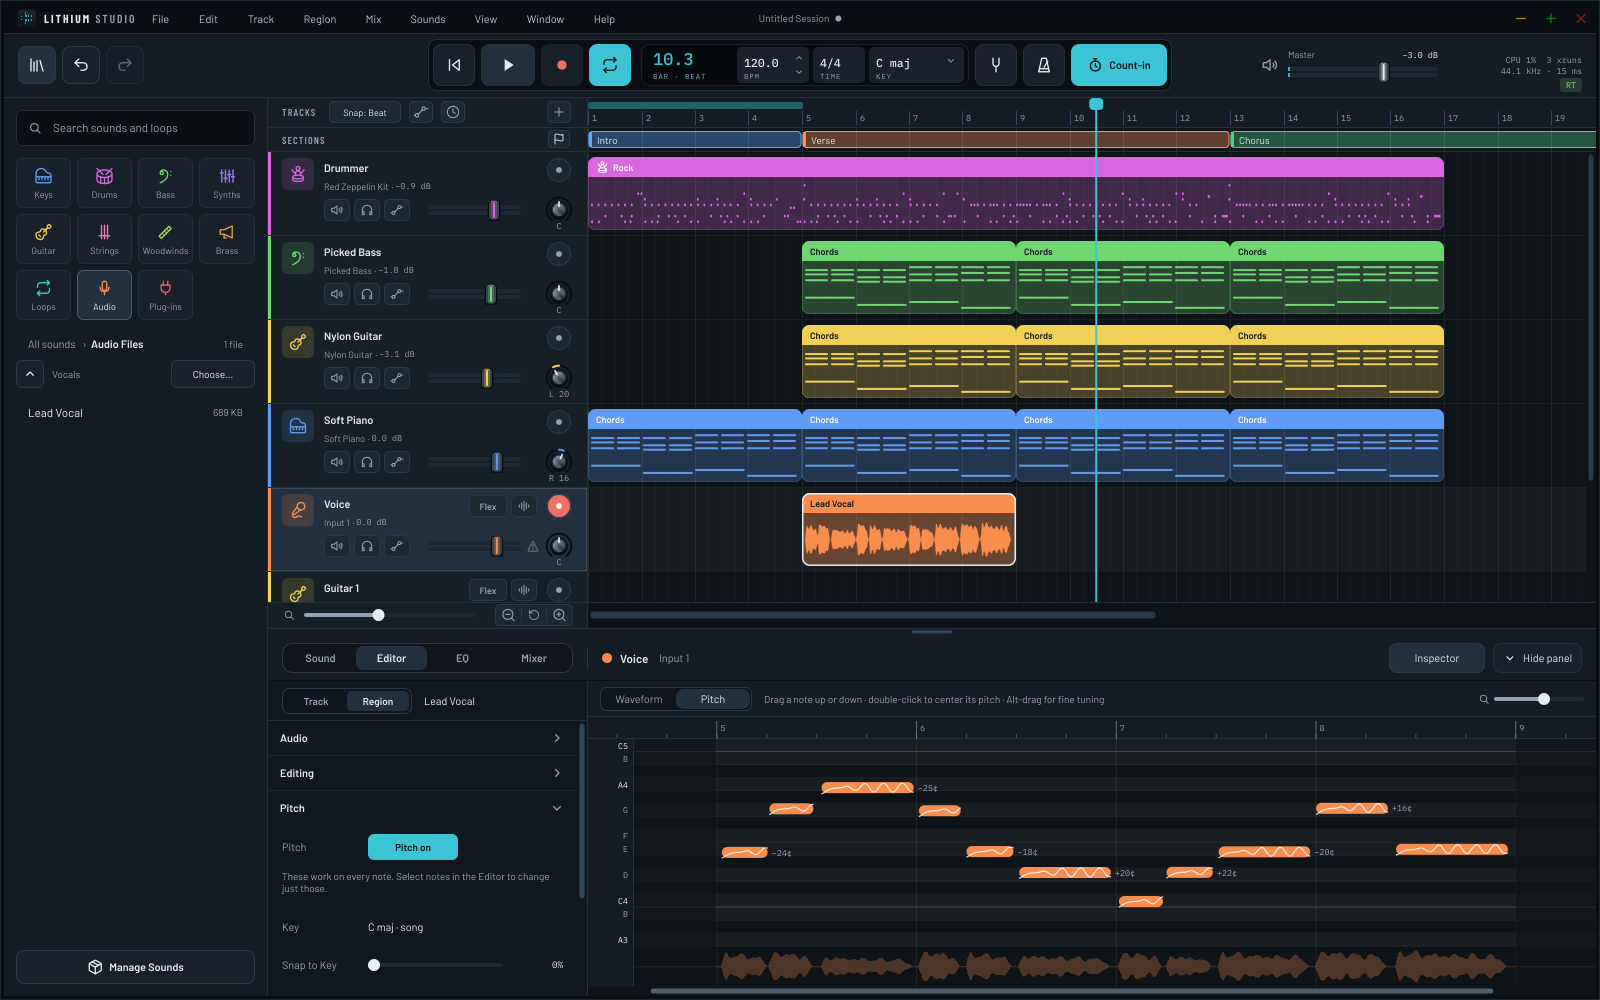 LITHIUM STUDIO File Edit Track Region Mix Sounds View Window Help Untitled Session
10.3 BAR · BEAT
120.0 BPM
4/4 TIME
C maj KEY
Count-in
Master −3.0 dB
CPU 1% 3 xruns
44.1 kHz · 15 ms
RT
Search sounds and loops
Keys Drums Bass Synths
Guitar Strings Woodwinds Brass
Loops Audio Plug-ins
All sounds › Audio Files 1 file
Vocals Choose...
Lead Vocal 689 KB
Manage Sounds
TRACKS Snap: Beat
SECTIONS
1 2 3 4 5 6 7 8 9 10 11 12 13 14 15 16 17 18 19
Intro Verse Chorus
Drummer
Red Zeppelin Kit · −0.9 dB
C
Rock
Picked Bass
Picked Bass · −1.8 dB
C
Chords Chords Chords
Nylon Guitar
Nylon Guitar · −3.1 dB
L 20
Chords Chords Chords
Soft Piano
Soft Piano · 0.0 dB
R 16
Chords Chords Chords Chords
Voice Flex
Input 1 · 0.0 dB
C
Lead Vocal
Guitar 1 Flex
Sound Editor EQ Mixer
Voice Input 1
Inspector Hide panel
Track Region Lead Vocal
Audio
Editing
Pitch
Pitch Pitch on
These work on every note. Select notes in the Editor to change
just those.
Key C maj · song
Snap to Key 0%
Waveform Pitch Drag a note up or down · double-click to center its pitch · Alt-drag for fine tuning
5 6 7 8 9
C5
B
A4 −25¢
G +16¢
F
E −24¢ −18¢ −20¢
D +20¢ +22¢
C4
B
A3